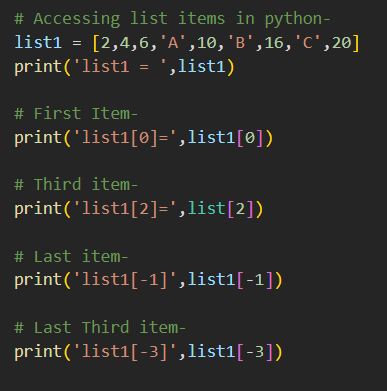 # Accessing list items in python-
list1 = [2,4,6,'A',10,'B',16,'C',20]
print('list1 = ',list1)
# First Item-
print('list1[0]=',list1[0])
# Third item-
print('list1[2]=',list[2])
# Last item-
print('list1[-1]',list1[-1])
# Last Third item-
print('list1[-3]',list1[-3])